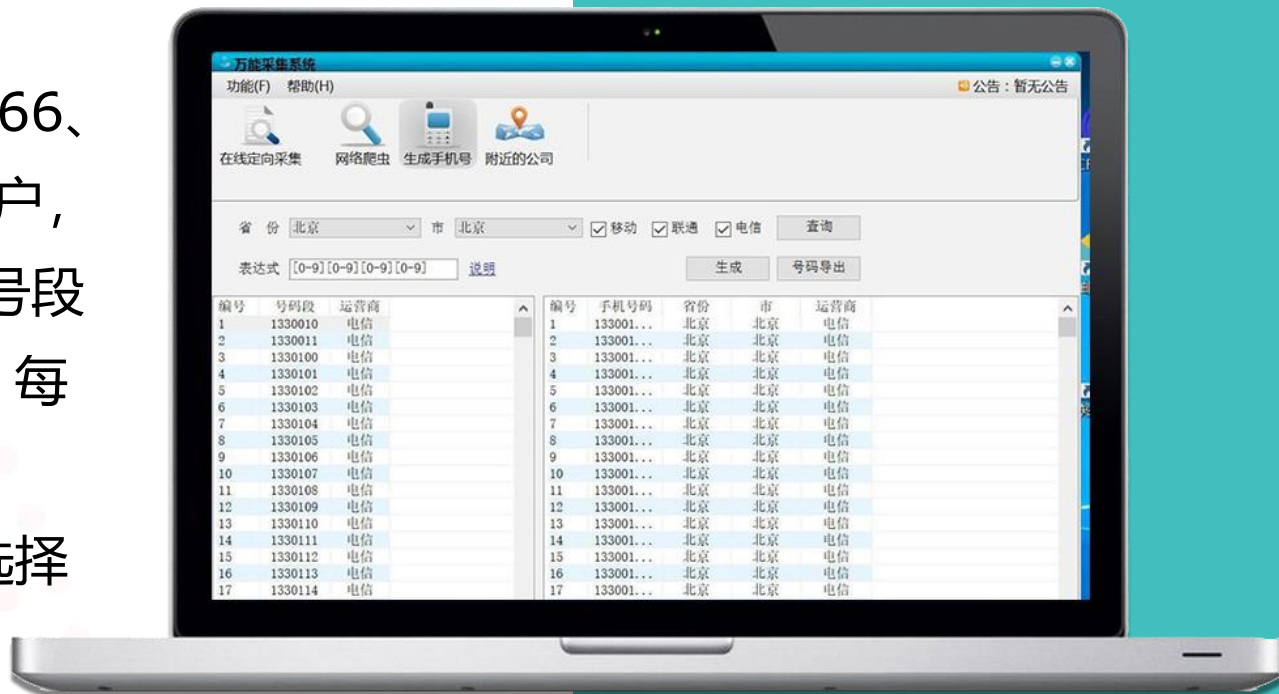 66、
户，
号段
每
选择
万能采集系统
功能(F) 帮助(H)
公告：暂无公告
在线定向采集 网络爬虫 生成手机号 附近的公司
省 份 北京 市 北京 移动 联通 电信 查询
表达式 [0-9][0-9][0-9][0-9] 说明 生成 号码导出
编号 号码段 运营商 编号 手机号码 省份 市 运营商
1 1330010 电信 1 133001... 北京 北京 电信
2 1330011 电信 2 133001... 北京 北京 电信
3 1330100 电信 3 133001... 北京 北京 电信
4 1330101 电信 4 133001... 北京 北京 电信
5 1330102 电信 5 133001... 北京 北京 电信
6 1330103 电信 6 133001... 北京 北京 电信
7 1330104 电信 7 133001... 北京 北京 电信
8 1330105 电信 8 133001... 北京 北京 电信
9 1330106 电信 9 133001... 北京 北京 电信
10 1330107 电信 10 133001... 北京 北京 电信
11 1330108 电信 11 133001... 北京 北京 电信
12 1330109 电信 12 133001... 北京 北京 电信
13 1330110 电信 13 133001... 北京 北京 电信
14 1330111 电信 14 133001... 北京 北京 电信
15 1330112 电信 15 133001... 北京 北京 电信
16 1330113 电信 16 133001... 北京 北京 电信
17 1330114 电信 17 133001... 北京 北京 电信